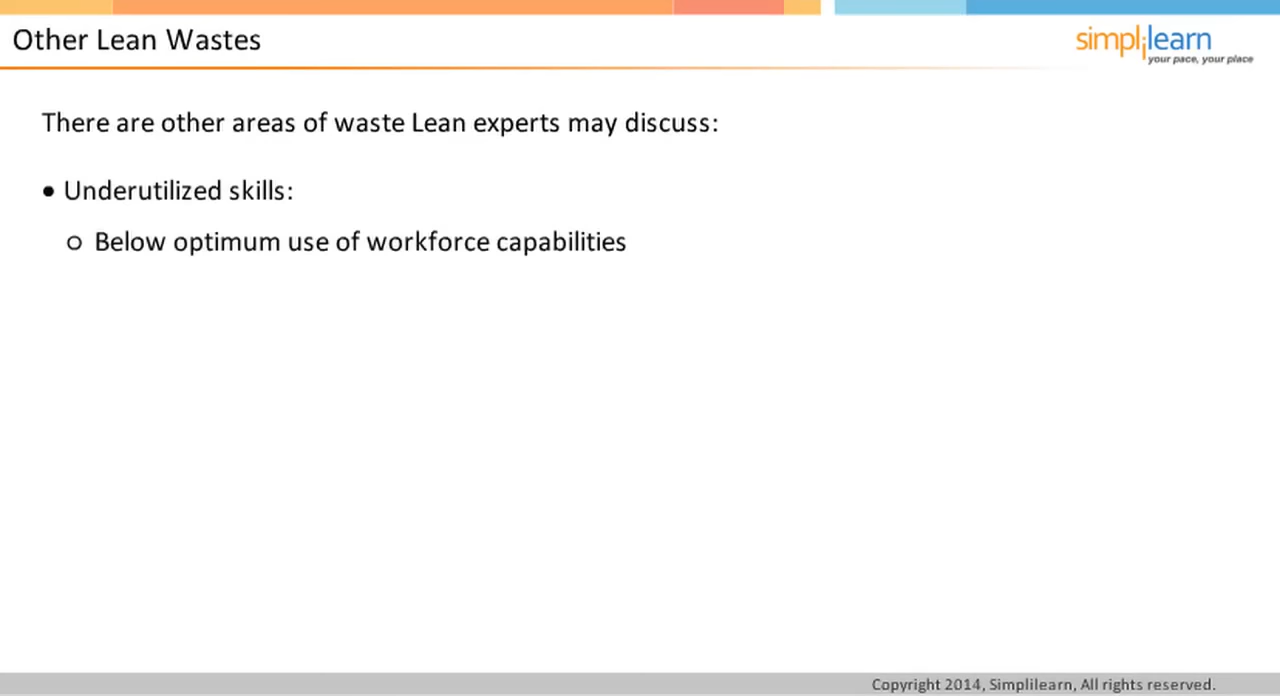 Other Lean Wastes
simplilearn
your pace, your place
There are other areas of waste Lean experts may discuss:
• Underutilized skills:
o Below optimum use of workforce capabilities
Copyright 2014, Simplilearn, All rights reserved.